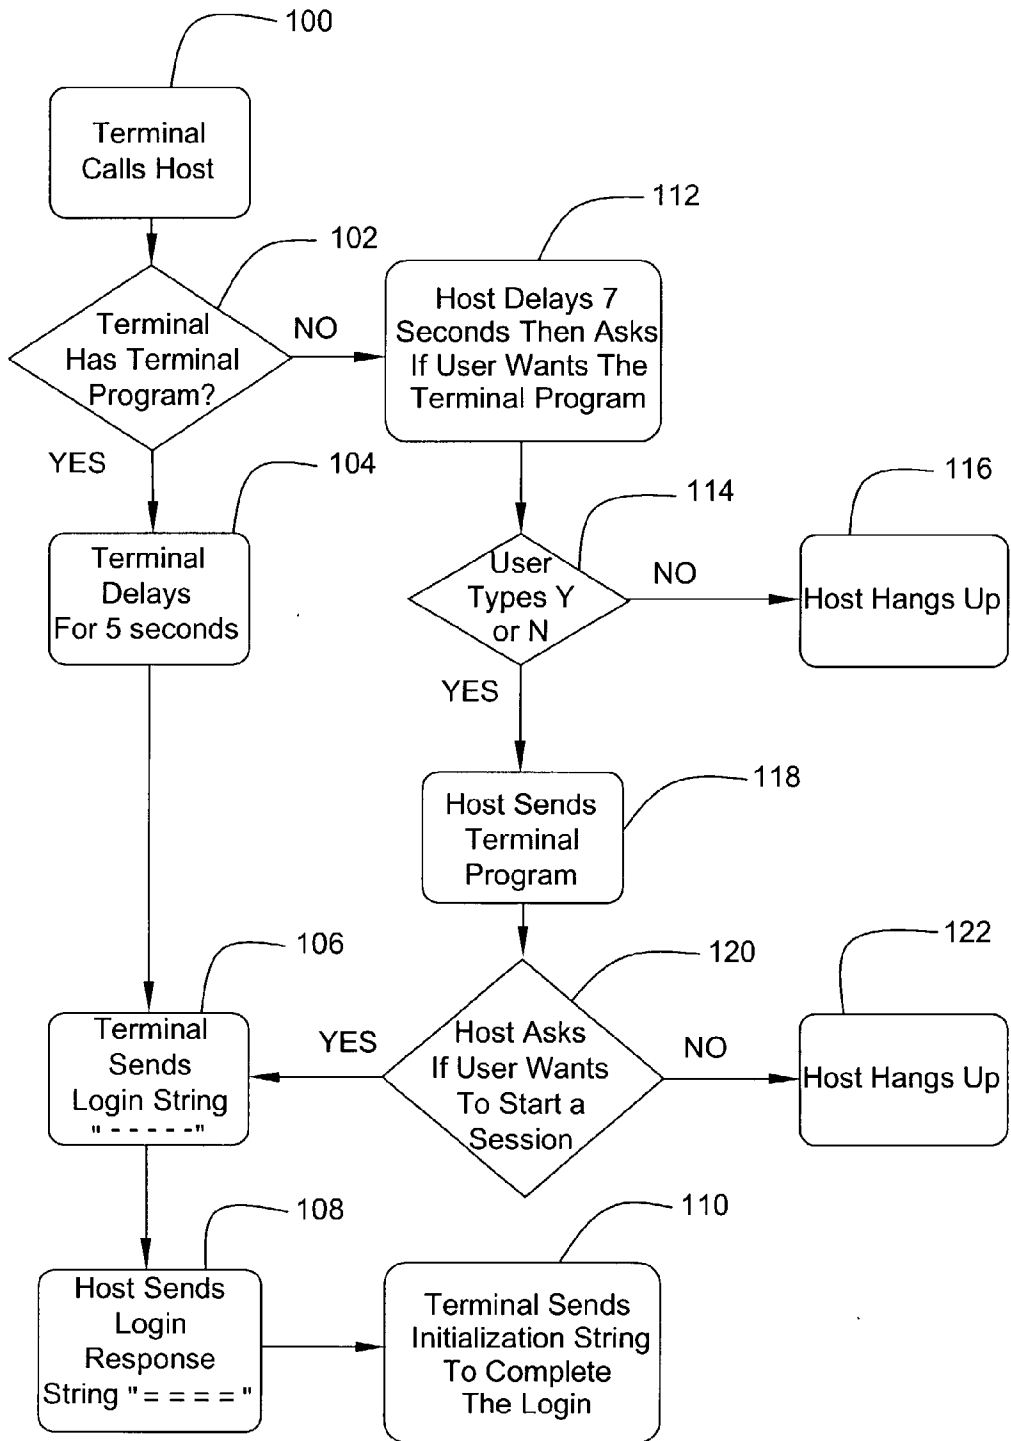 100
Terminal
Calls Host
102
112
Terminal
Has Terminal
Program?
NO
Host Delays 7
Seconds Then Asks
If User Wants The
Terminal Program
YES
104
114
116
Terminal
Delays
For 5 seconds
User
Types Y
or N
NO
Host Hangs Up
YES
118
Host Sends
Terminal
Program
106
120
122
Terminal
Sends
Login String
"-----"
YES
Host Asks
If User Wants
To Start a
Session
NO
Host Hangs Up
108
110
Host Sends
Login
Response
String "===="
Terminal Sends
Initialization String
To Complete
The Login